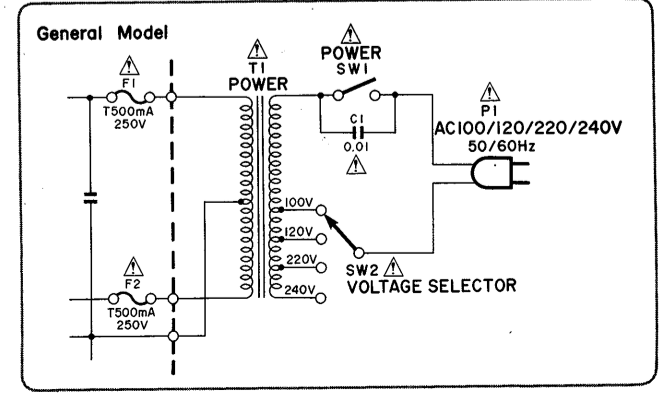 General Model
F1
T500mA
250V
T1
POWER
POWER
SW1
C1
0.01
P1
AC100/120/220/240V
50/60Hz
100V
120V
220V
240V
SW2
VOLTAGE SELECTOR
F2
T500mA
250V